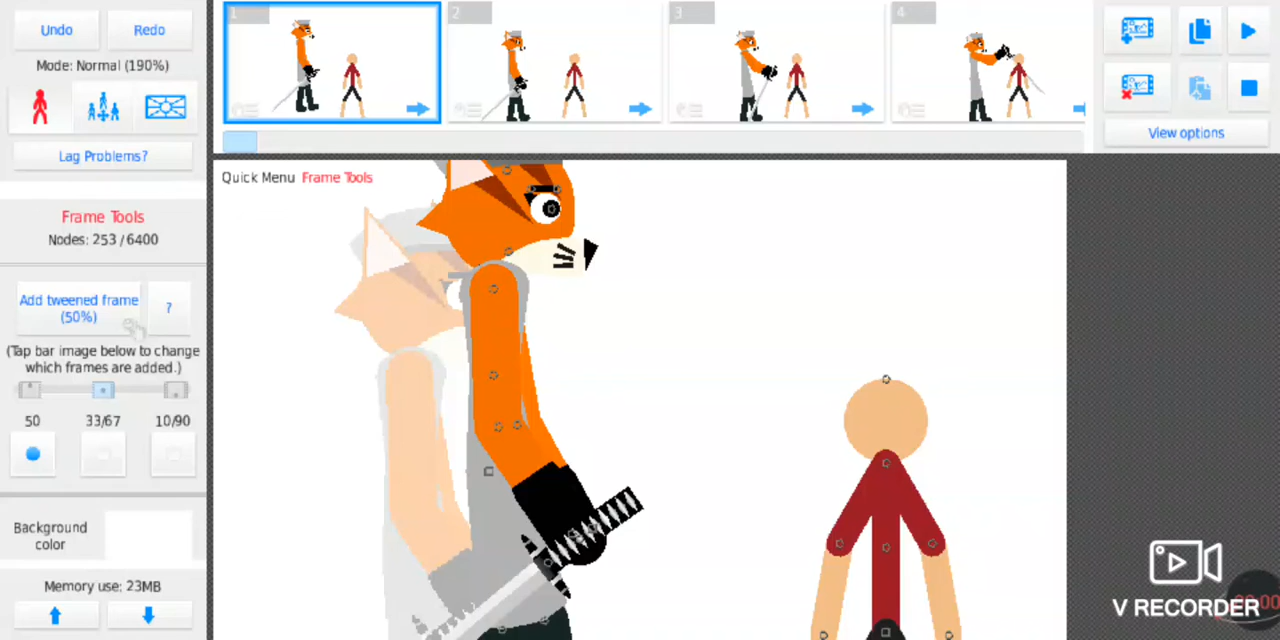 Undo
Redo
Mode: Normal (190%)
Lag Problems?
Frame Tools
Nodes: 253 /6400
Add tweened frame
(50%)
?
(Tap bar image below to change
which frames are added.)
50
33/67
10/90
Background
color
Memory use: 23MB
1
2
3
4
View options
Quick Menu Frame Tools
V RECORDER